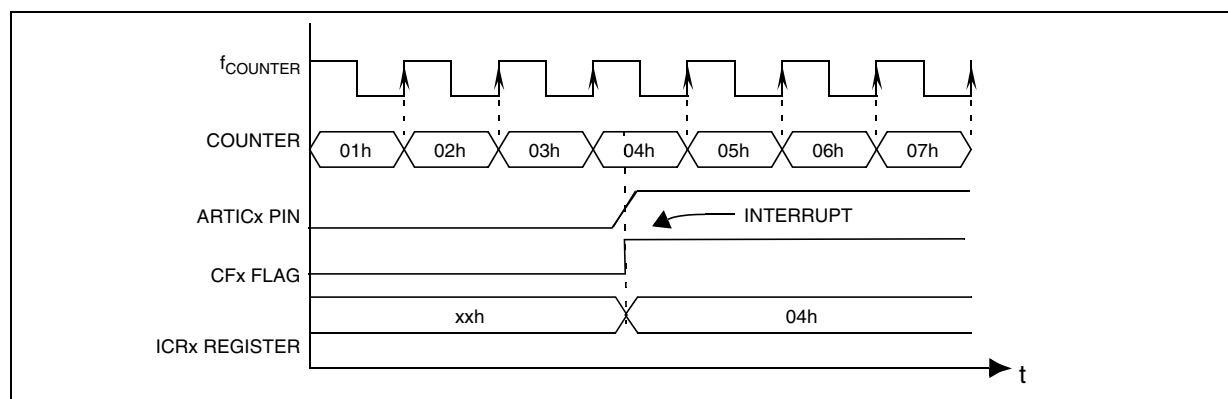 fCOUNTER
COUNTER
01h 02h 03h 04h 05h 06h 07h
ARTICx PIN
INTERRUPT
CFx FLAG
xxh 04h
ICRx REGISTER
t